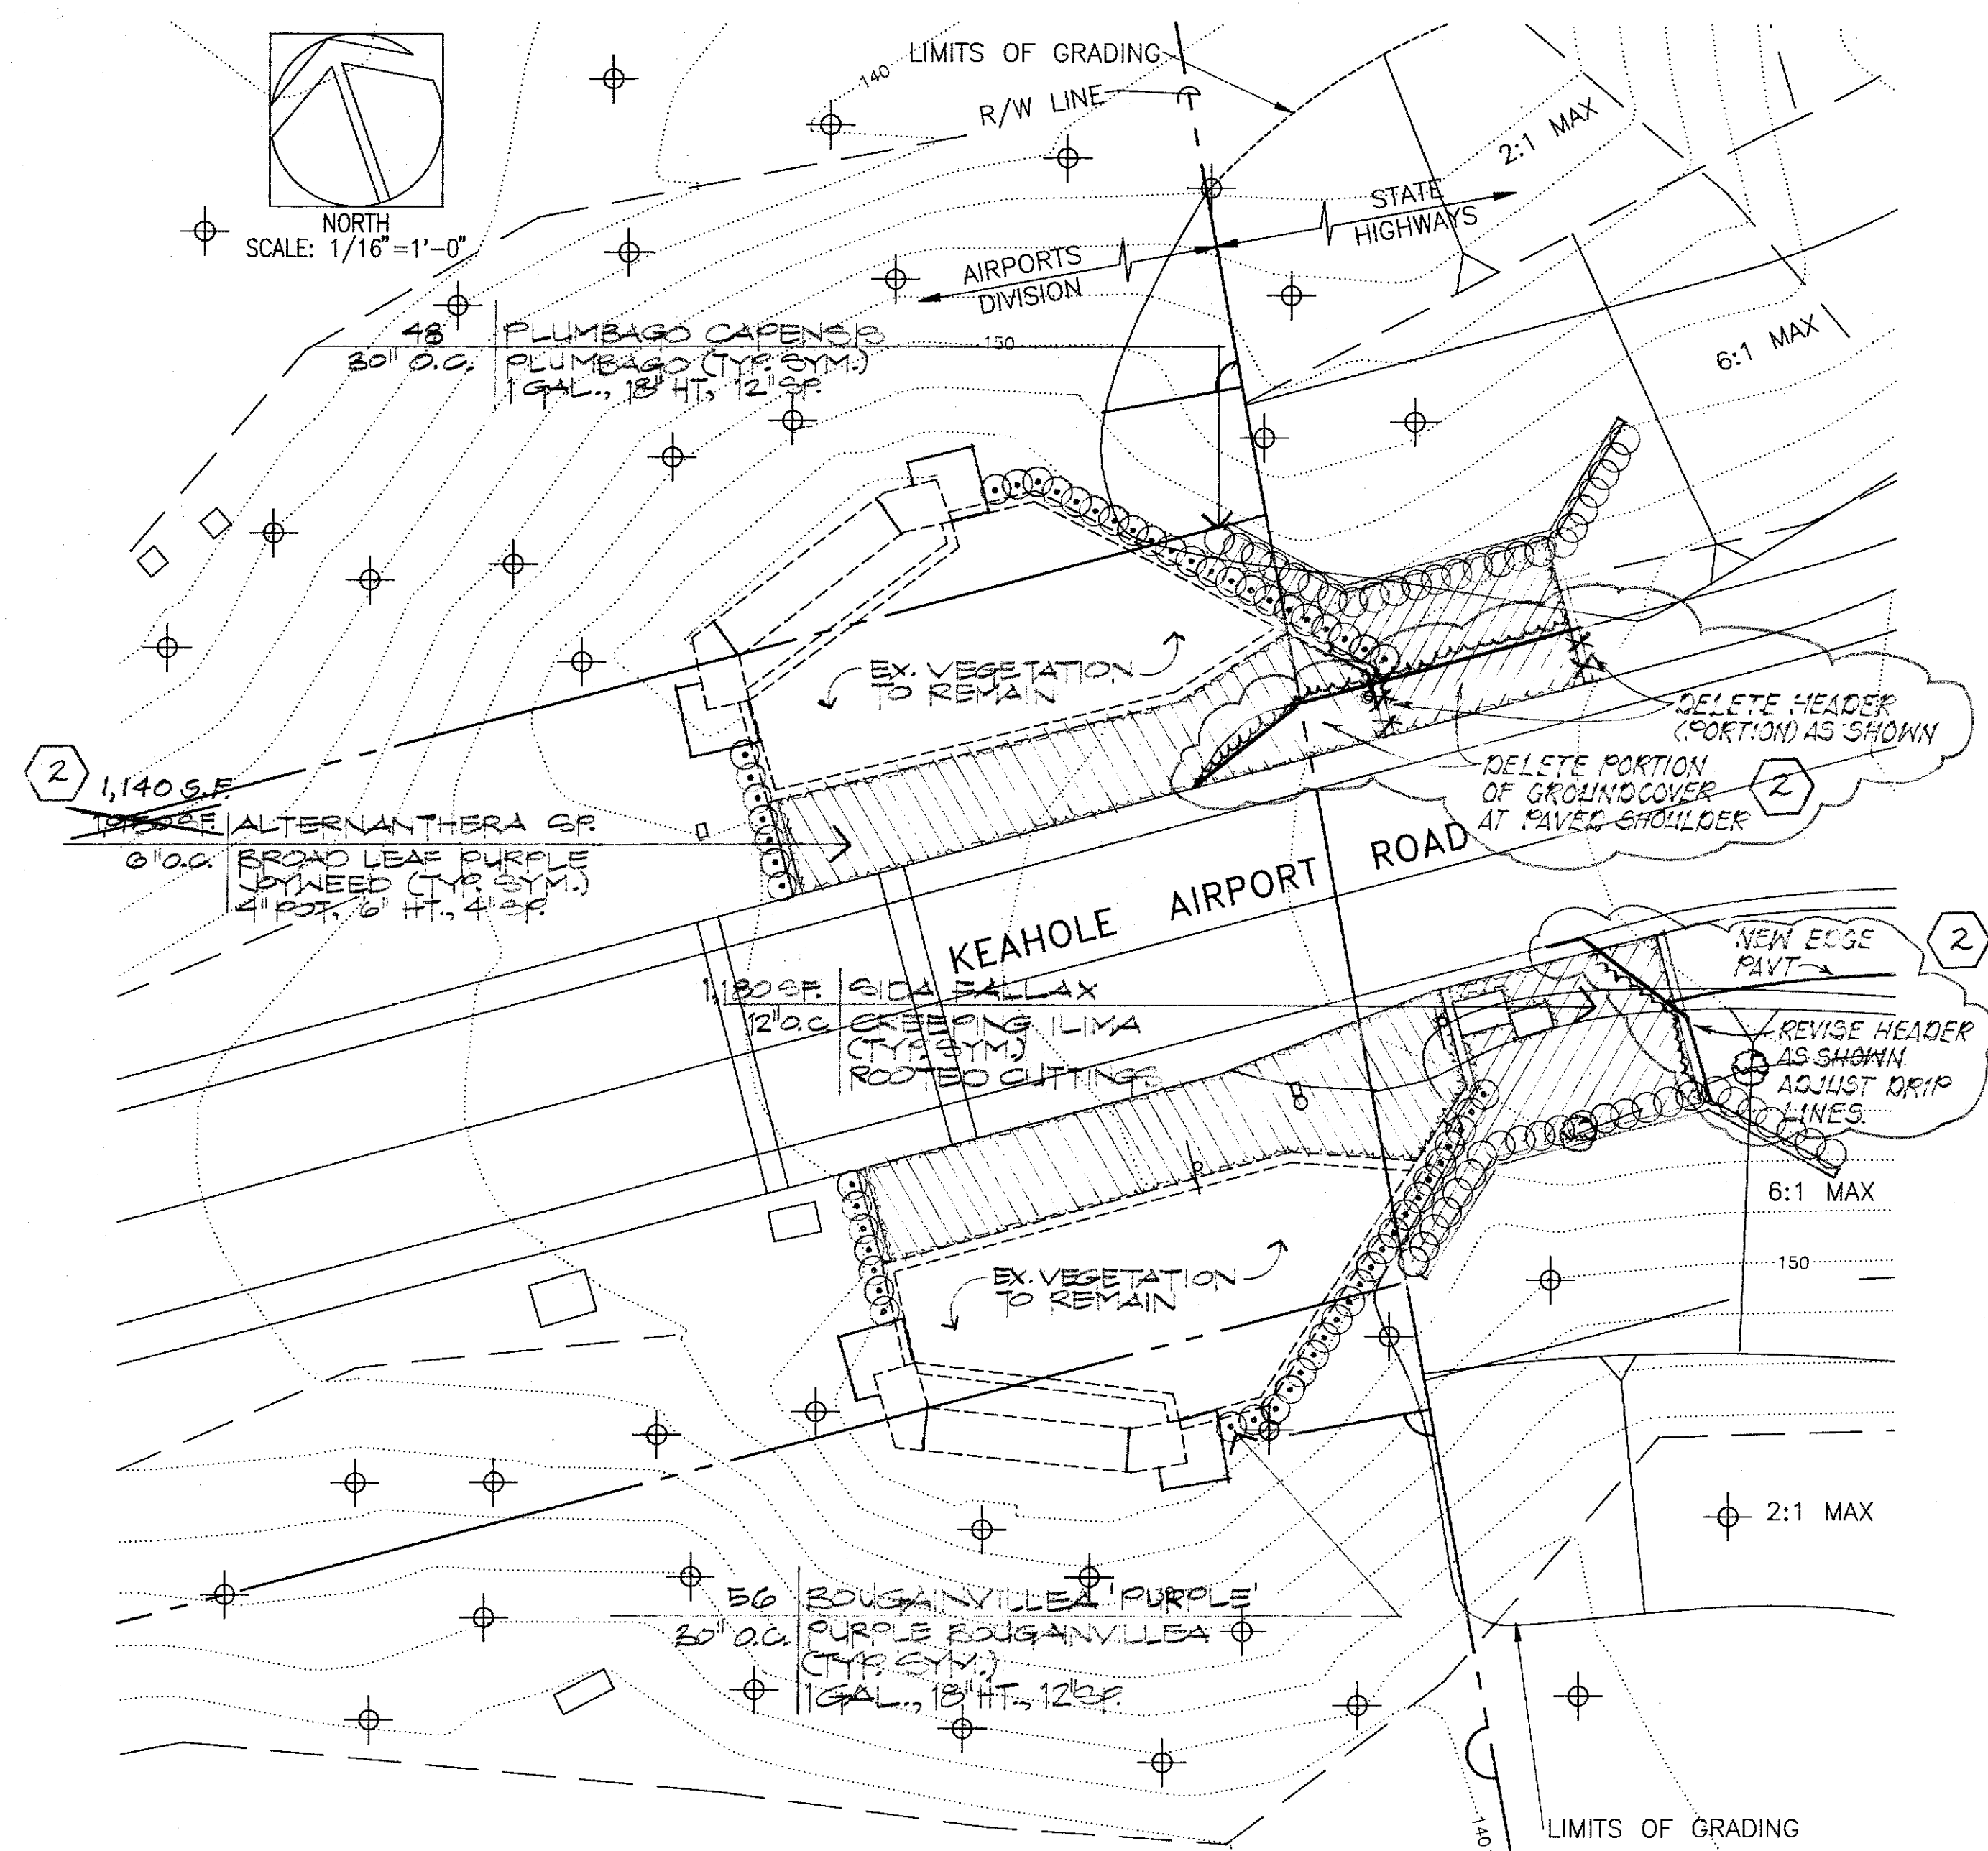 LIMITS OF GRADING
140
R/W LINE
2:1 MAX
NORTH
SCALE: 1/16"=1'-0"
STATE
HIGHWAYS
AIRPORTS
DIVISION
48 PLUMBAGO CAPENSIS
30" O.C. PLUMBAGO (TYP. SYM.)
1 GAL., 18" HT., 12" SP.
150
6:1 MAX
EX. VEGETATION
TO REMAIN
DELETE HEADER
(PORTION) AS SHOWN
DELETE PORTION
OF GROUNDCOVER
AT PAVED SHOULDER
2
2
1,140 S.F.
ALTERNANTHERA SP.
6" O.C. BROAD LEAF PURPLE
JOYWEED (TYP. SYM.)
4" POT, 6" HT., 4" SP.
KEAHOLE AIRPORT ROAD
NEW EDGE
PAVT
2
1,180 SF. SIDA FALLAX
12" O.C. CREEPING ILIMA
(TYP. SYM.)
ROOTED CUTTINGS
REVISE HEADER
AS SHOWN.
ADJUST DRIP
LINES.
6:1 MAX
150
EX. VEGETATION
TO REMAIN
2:1 MAX
56 BOUGAINVILLEA 'PURPLE'
30" O.C. PURPLE BOUGANVILLEA
(TYP. SYM.)
1 GAL., 18" HT., 12" SP.
140
LIMITS OF GRADING